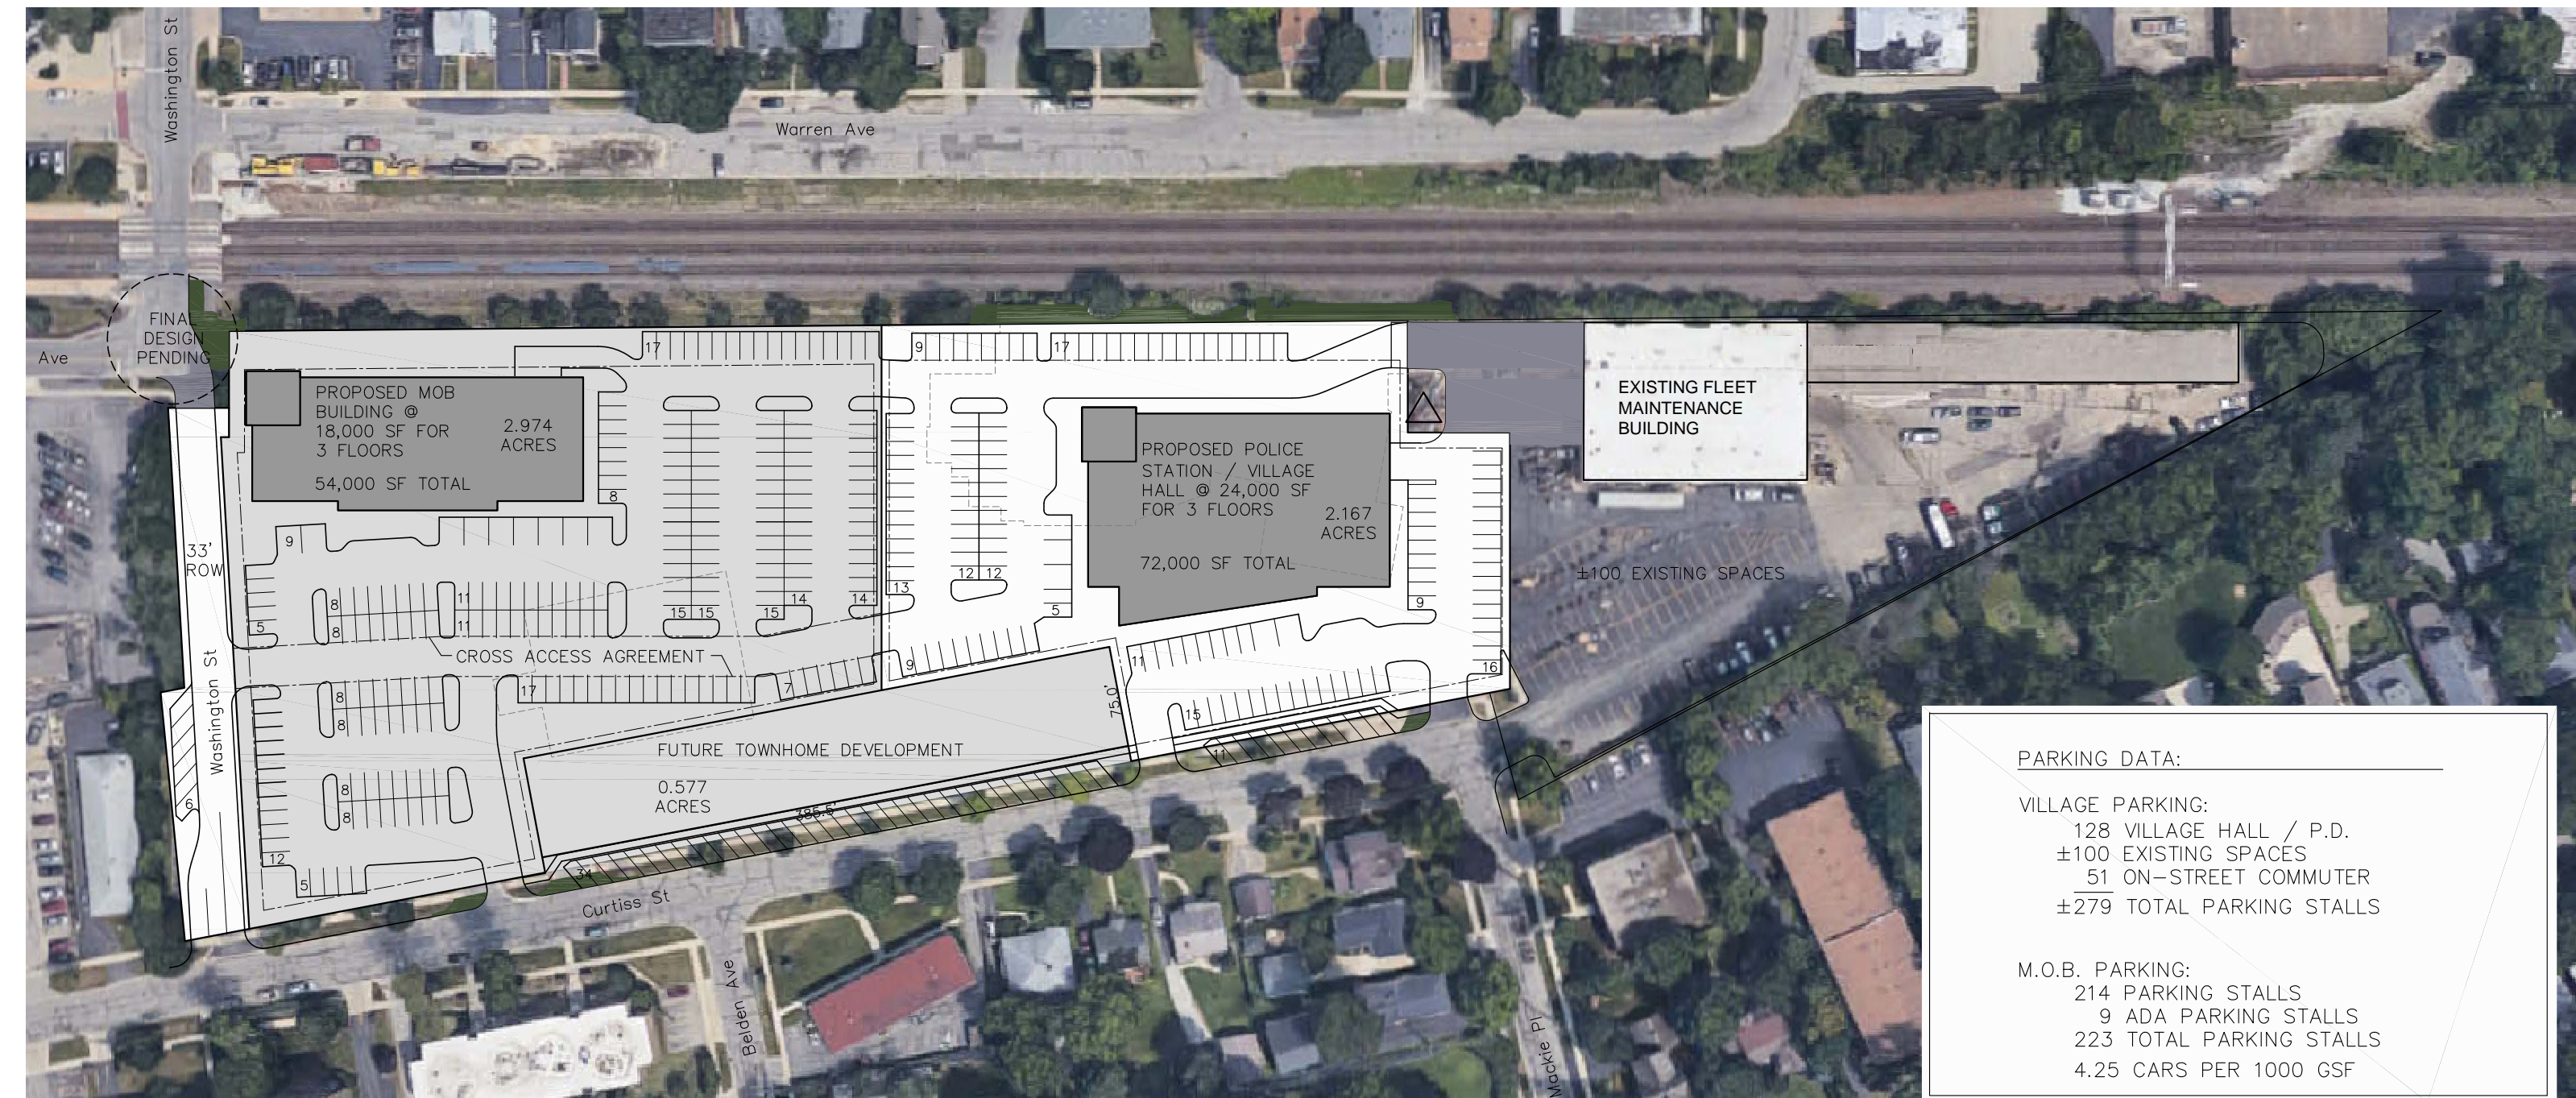 Washington St
Warren Ave
FINAL
DESIGN
PENDING
Ave
17
9
17
PROPOSED MOB
BUILDING @
18,000 SF FOR
3 FLOORS
54,000 SF TOTAL
2.974
ACRES
8
PROPOSED POLICE
STATION / VILLAGE
HALL @ 24,000 SF
FOR 3 FLOORS
72,000 SF TOTAL
2.167
ACRES
EXISTING FLEET
MAINTENANCE
BUILDING
±100 EXISTING SPACES
33'
ROW
9
5
8
8
11
11
15 15
15
14
14
13
12 12
5
9
16
CROSS ACCESS AGREEMENT
9
11
7
17
8
8
15
11
75.0'
Washington St
6
FUTURE TOWNHOME DEVELOPMENT
0.577
ACRES
385.5'
8
8
12
5
34
Curtiss St
Belden Ave
Mackie Pl
PARKING DATA:
VILLAGE PARKING:
128 VILLAGE HALL / P.D.
±100 EXISTING SPACES
51 ON-STREET COMMUTER
±279 TOTAL PARKING STALLS
M.O.B. PARKING:
214 PARKING STALLS
9 ADA PARKING STALLS
223 TOTAL PARKING STALLS
4.25 CARS PER 1000 GSF